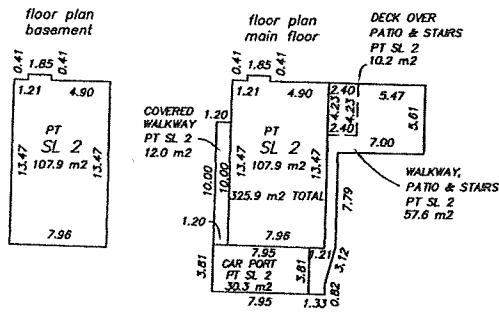 floor plan
basement
0.41
1.85
0.41
1.21
4.90
PT
SL 2
107.9 m2
13.47
13.47
7.96
floor plan
main floor
0.41
1.85
0.41
1.21
4.90
PT
SL 2
107.9 m2
13.47
13.47
325.9 m2 TOTAL
7.96
COVERED
WALKWAY
PT SL 2
12.0 m2
1.20
10.00
10.00
1.20
7.95
1.21
3.81
CAR PORT
PT SL 2
30.3 m2
3.81
7.95
1.33
0.82
3.12
7.79
DECK OVER
PATIO & STAIRS
PT SL 2
10.2 m2
2.40
4.23
4.23
2.40
5.47
5.61
7.00
WALKWAY,
PATIO & STAIRS
PT SL 2
57.6 m2